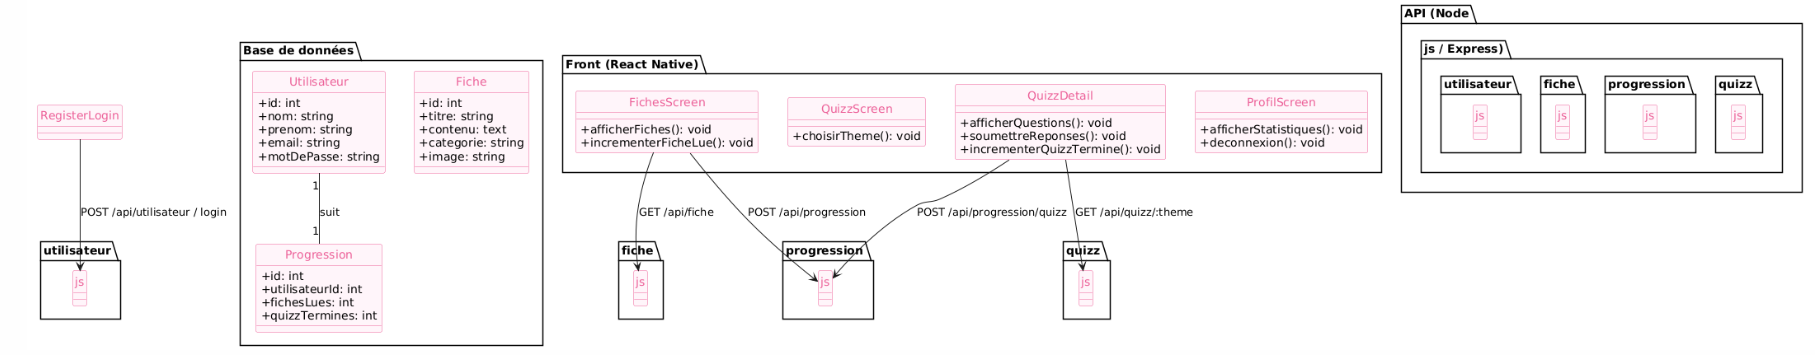 RegisterLogin
POST /api/utilisateur / login
utilisateur
js
Base de données
Utilisateur
+id: int
+nom: string
+prenom: string
+email: string
+motDePasse: string
Fiche
+id: int
+titre: string
+contenu: text
+categorie: string
+image: string
1
suit
1
Progression
+id: int
+utilisateurId: int
+fichesLues: int
+quizzTermines: int
Front (React Native)
FichesScreen
+afficherFiches(): void
+incrementerFicheLue(): void
QuizzScreen
+choisirTheme(): void
QuizzDetail
+afficherQuestions(): void
+soumettreReponses(): void
+incrementerQuizzTermine(): void
ProfilScreen
+afficherStatistiques(): void
+deconnexion(): void
GET /api/fiche
POST /api/progression
POST /api/progression/quizz
GET /api/quizz/:theme
fiche
js
progression
js
quizz
js
API (Node
js / Express)
utilisateur
js
fiche
js
progression
js
quizz
js